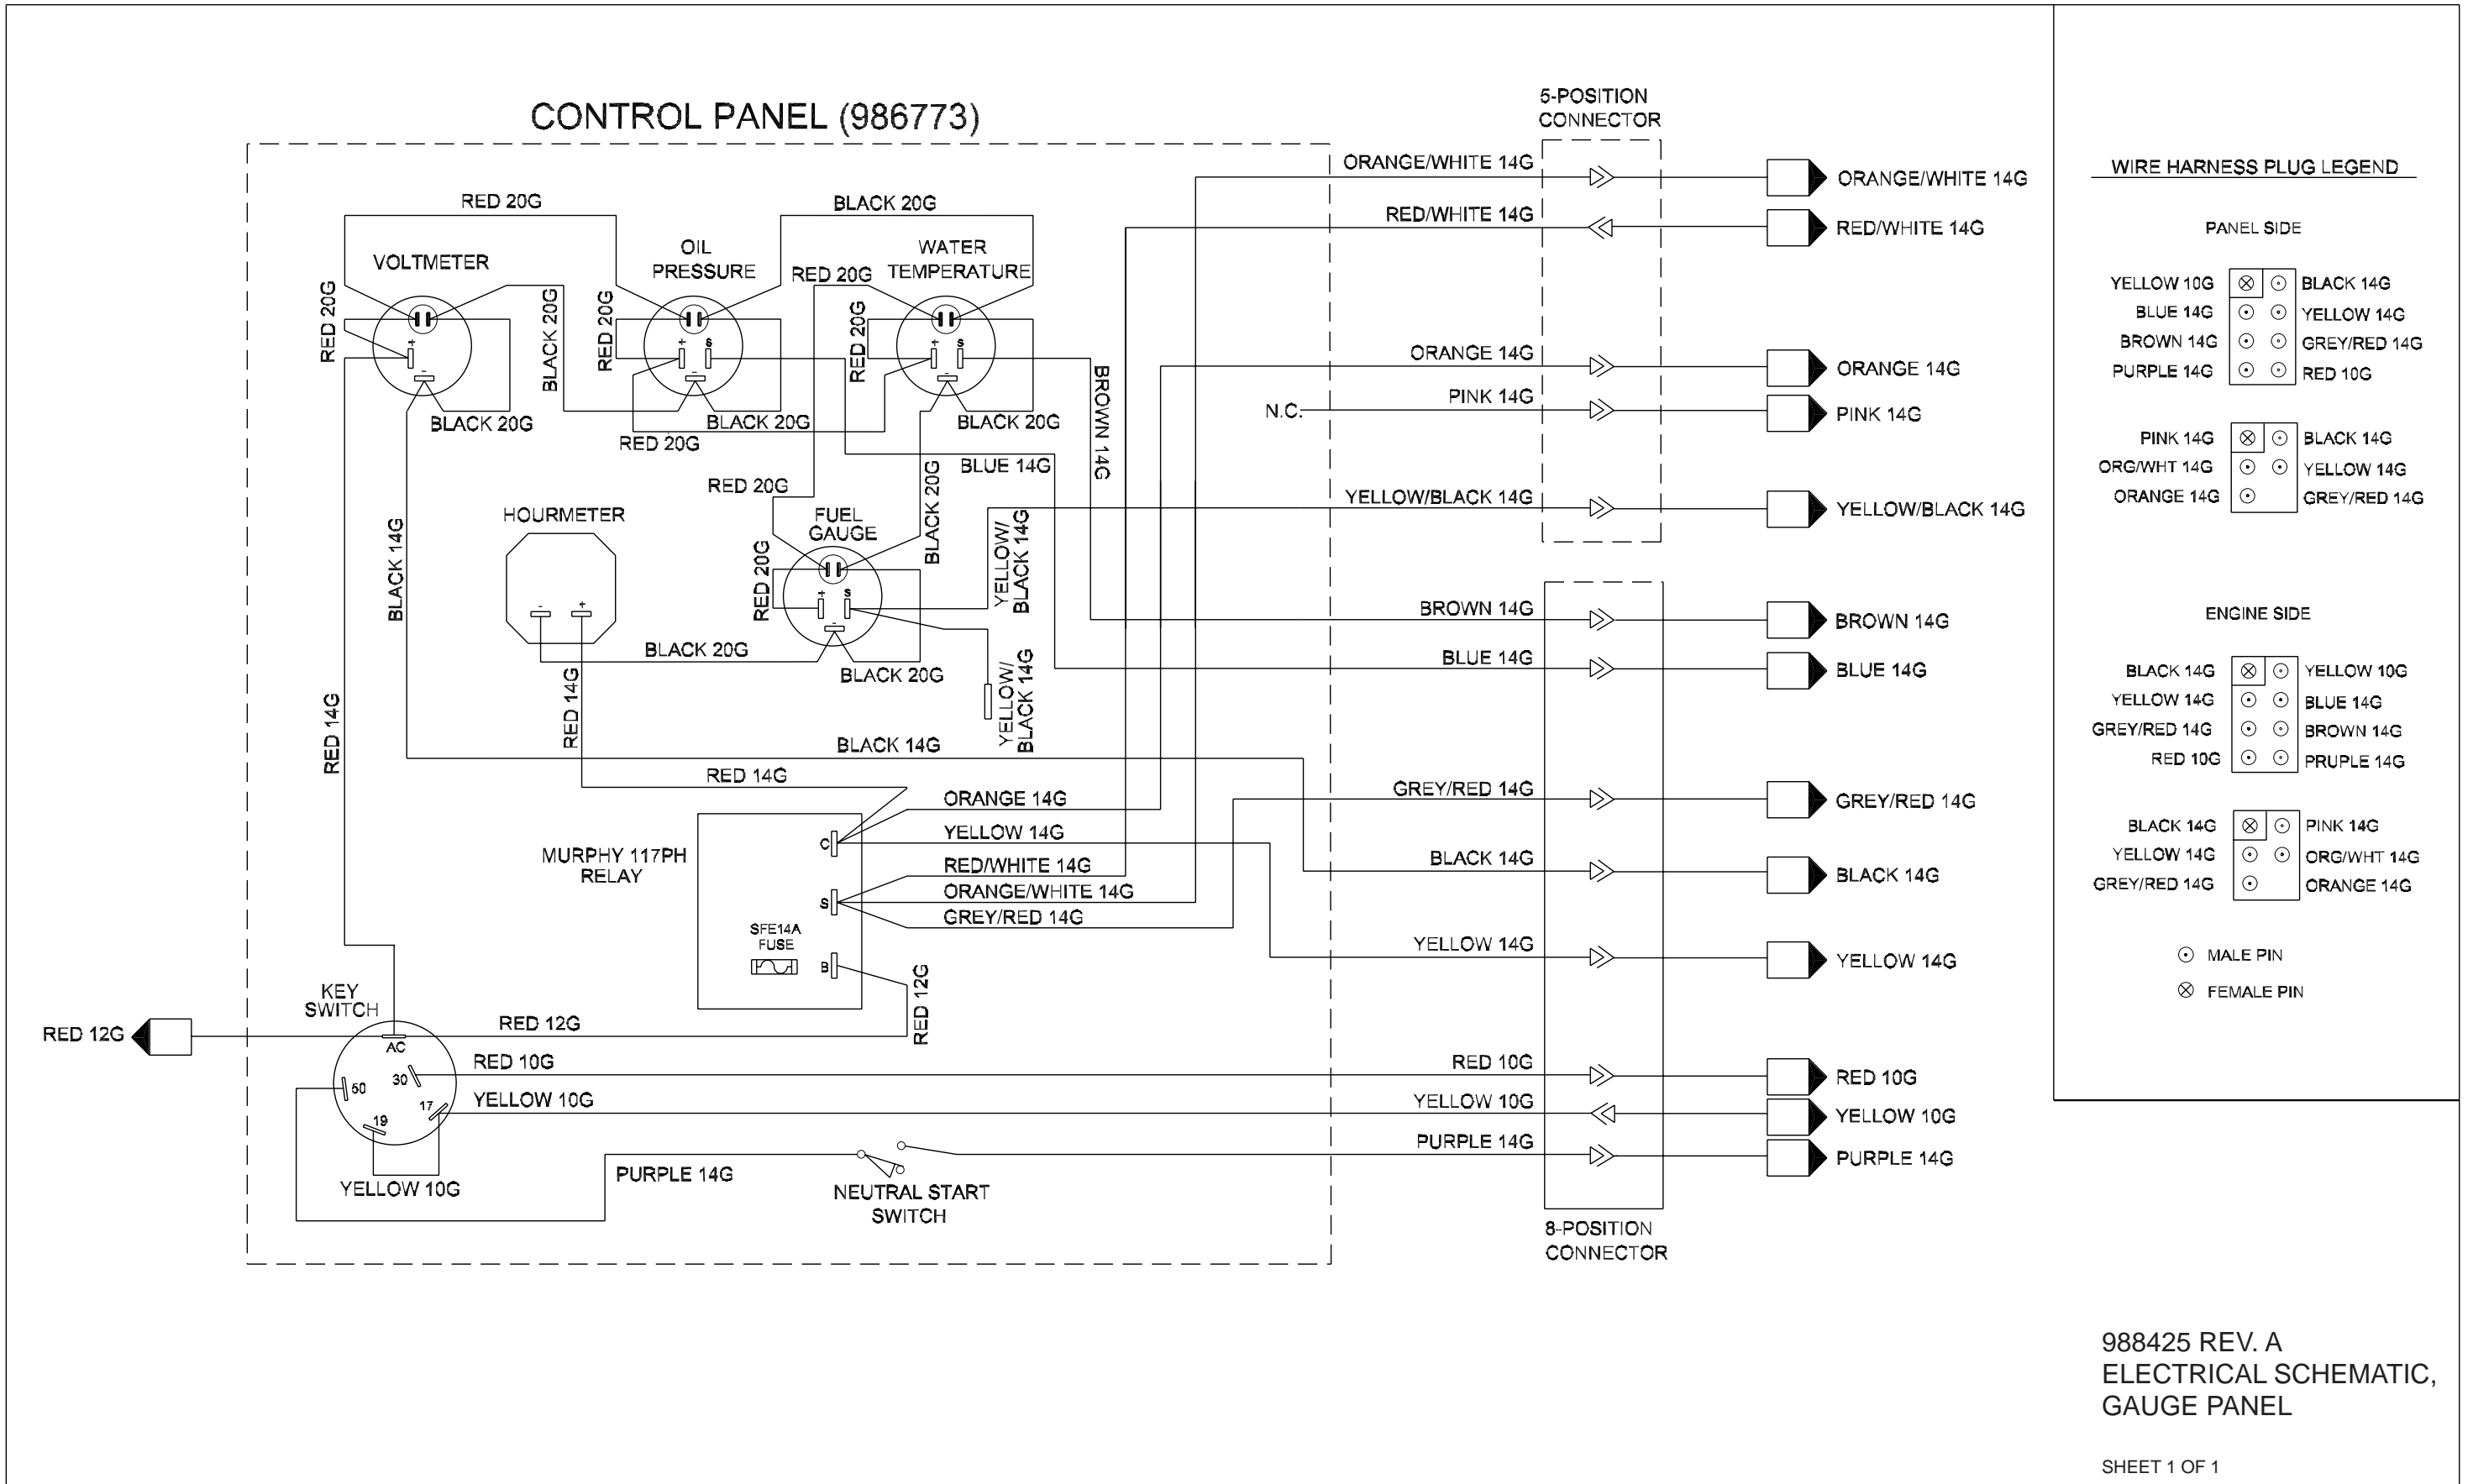 CONTROL PANEL (986773)
5-POSITION
CONNECTOR
ORANGE/WHITE 14G
ORANGE/WHITE 14G
RED/WHITE 14G
RED/WHITE 14G
RED 20G
BLACK 20G
VOLTMETER
OIL
PRESSURE
WATER
TEMPERATURE
RED 20G
RED 20G
BLACK 20G
RED 20G
RED 20G
+
-
+
S
-
+
S
-
BLACK 20G
BLACK 20G
BLACK 20G
RED 20G
BROWN 14G
ORANGE 14G
ORANGE 14G
N.C.
PINK 14G
PINK 14G
BLUE 14G
RED 20G
BLACK 20G
YELLOW/BLACK 14G
YELLOW/BLACK 14G
HOURMETER
FUEL
GAUGE
BLACK 14G
RED 20G
YELLOW/
BLACK 14G
-
+
+
S
-
BLACK 20G
BLACK 20G
YELLOW/
BLACK 14G
BROWN 14G
BROWN 14G
BLUE 14G
BLUE 14G
RED 14G
RED 14G
BLACK 14G
RED 14G
ORANGE 14G
YELLOW 14G
RED/WHITE 14G
ORANGE/WHITE 14G
GREY/RED 14G
GREY/RED 14G
GREY/RED 14G
MURPHY 117PH
RELAY
C
S
B
SFE14A
FUSE
BLACK 14G
BLACK 14G
YELLOW 14G
YELLOW 14G
RED 12G
KEY
SWITCH
RED 12G
RED 12G
AC
30
50
17
19
RED 10G
RED 10G
RED 10G
YELLOW 10G
YELLOW 10G
YELLOW 10G
PURPLE 14G
PURPLE 14G
YELLOW 10G
PURPLE 14G
NEUTRAL START
SWITCH
8-POSITION
CONNECTOR
WIRE HARNESS PLUG LEGEND
PANEL SIDE
YELLOW 10G BLACK 14G
BLUE 14G YELLOW 14G
BROWN 14G GREY/RED 14G
PURPLE 14G RED 10G
PINK 14G BLACK 14G
ORG/WHT 14G YELLOW 14G
ORANGE 14G GREY/RED 14G
ENGINE SIDE
BLACK 14G YELLOW 10G
YELLOW 14G BLUE 14G
GREY/RED 14G BROWN 14G
RED 10G PRUPLE 14G
BLACK 14G PINK 14G
YELLOW 14G ORG/WHT 14G
GREY/RED 14G ORANGE 14G
MALE PIN
FEMALE PIN
988425 REV. A
ELECTRICAL SCHEMATIC,
GAUGE PANEL
SHEET 1 OF 1